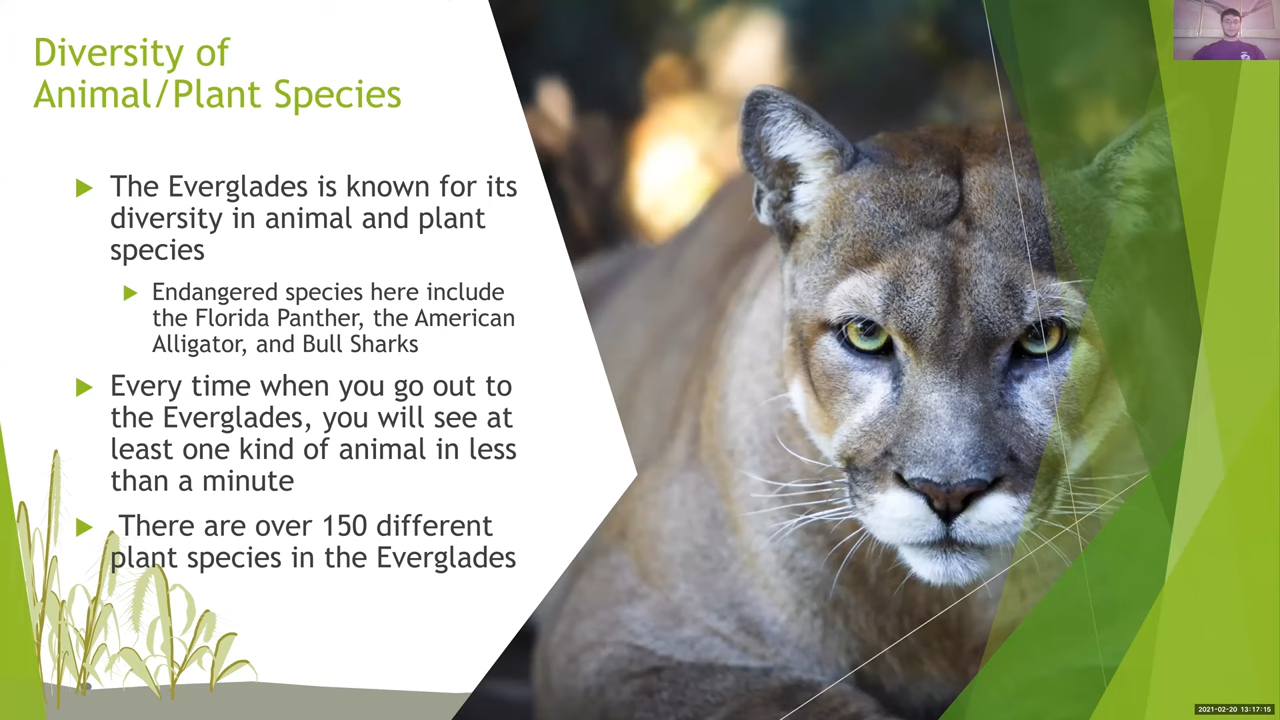 Diversity of
Animal/Plant Species
The Everglades is known for its
diversity in animal and plant
species
Endangered species here include
the Florida Panther, the American
Alligator, and Bull Sharks
Every time when you go out to
the Everglades, you will see at
least one kind of animal in less
than a minute
There are over 150 different
plant species in the Everglades
2021-02-20 13:17:15